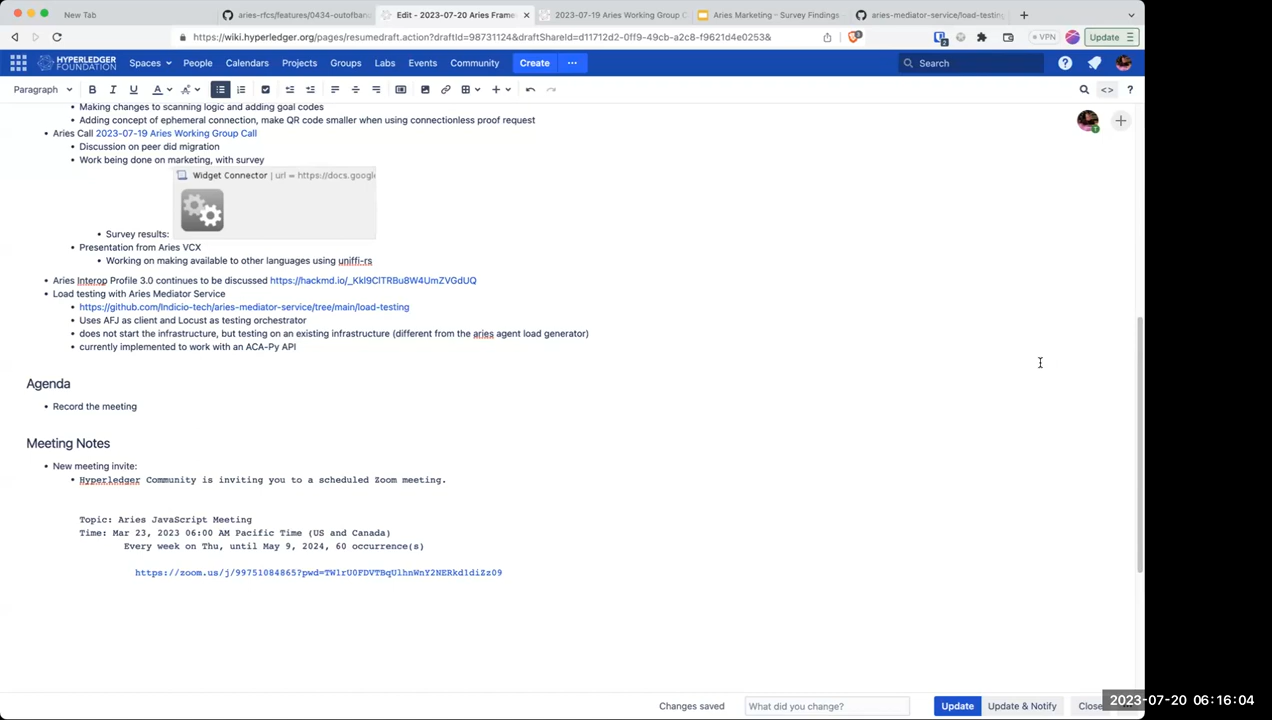 New Tab
aries-rfcs/features/0434-outofban
Edit - 2023-07-20 Aries Frame
2023-07-19 Aries Working Group C
Aries Marketing – Survey Findings
aries-mediator-service/load-testing
https://wiki.hyperledger.org/pages/resumedraft.action?draftId=98731124&draftShareId=d11712d2-0ff9-49cb-a2c8-f9621d4e0253&
VPN
Update
HYPERLEDGER FOUNDATION
Spaces
People
Calendars
Projects
Groups
Labs
Events
Community
Create
Search
Paragraph
Making changes to scanning logic and adding goal codes
Adding concept of ephemeral connection, make QR code smaller when using connectionless proof request
Aries Call 2023-07-19 Aries Working Group Call
Discussion on peer did migration
Work being done on marketing, with survey
Widget Connector | url = https://docs.google
Survey results:
Presentation from Aries VCX
Working on making available to other languages using uniffi-rs
Aries Interop Profile 3.0 continues to be discussed https://hackmd.io/_KkI9ClTRBu8W4UmZVGdUQ
Load testing with Aries Mediator Service
https://github.com/Indicio-tech/aries-mediator-service/tree/main/load-testing
Uses AFJ as client and Locust as testing orchestrator
does not start the infrastructure, but testing on an existing infrastructure (different from the aries agent load generator)
currently implemented to work with an ACA-Py API
Agenda
Record the meeting
Meeting Notes
New meeting invite:
Hyperledger Community is inviting you to a scheduled Zoom meeting.
Topic: Aries JavaScript Meeting
Time: Mar 23, 2023 06:00 AM Pacific Time (US and Canada)
Every week on Thu, until May 9, 2024, 60 occurrence(s)
https://zoom.us/j/99751084865?pwd=TW1rU0FDVTBqUlhnWnY2NERkd1diZz09
Changes saved
What did you change?
Update
Update & Notify
Close
2023-07-20 06:16:04